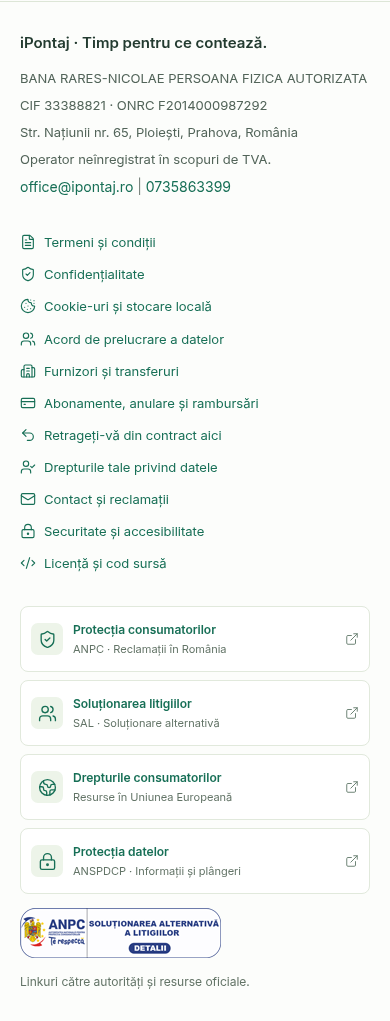 iPontaj · Timp pentru ce contează.
BANA RARES-NICOLAE PERSOANA FIZICA AUTORIZATA
CIF 33388821 · ONRC F2014000987292
Str. Națiunii nr. 65, Ploiești, Prahova, România
Operator neînregistrat în scopuri de TVA.
office@ipontaj.ro | 0735863399
Termeni și condiții
Confidențialitate
Cookie-uri și stocare locală
Acord de prelucrare a datelor
Furnizori și transferuri
Abonamente, anulare și rambursări
Retrageți-vă din contract aici
Drepturile tale privind datele
Contact și reclamații
Securitate și accesibilitate
Licență și cod sursă
Protecția consumatorilor
ANPC · Reclamații în România
Soluționarea litigiilor
SAL · Soluționare alternativă
Drepturile consumatorilor
Resurse în Uniunea Europeană
Protecția datelor
ANSPDCP · Informații și plângeri
ANPC
Te respectă
SOLUȚIONAREA ALTERNATIVĂ
A LITIGIILOR
DETALII
Linkuri către autorități și resurse oficiale.